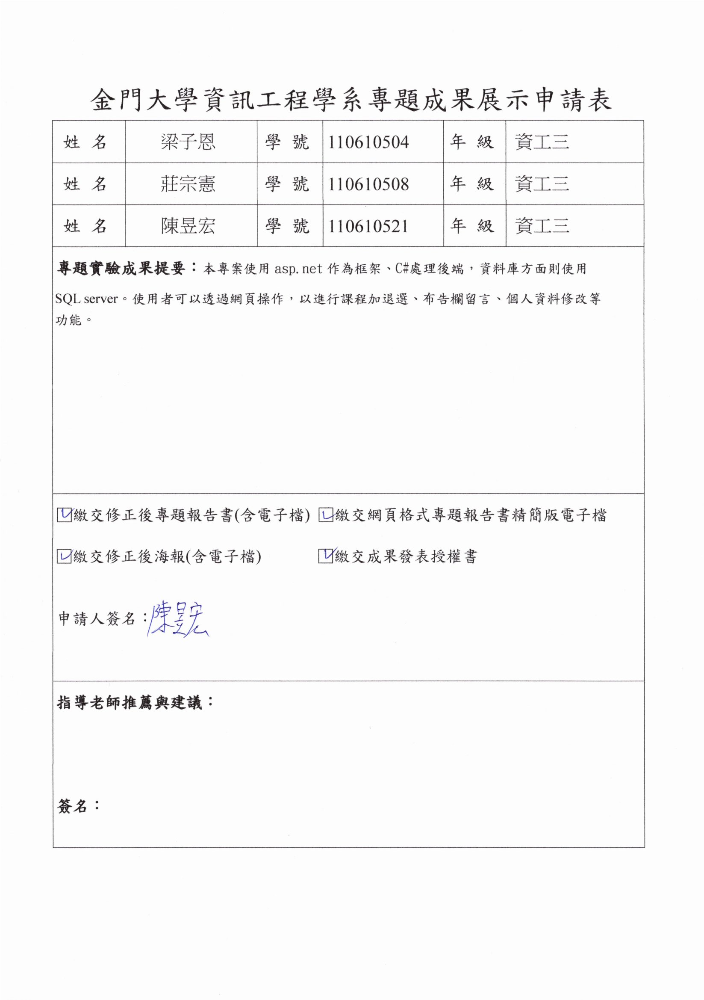 金門大學資訊工程學系專題成果展示申請表
姓 名 梁子恩 學 號 110610504 年 級 資工三
姓 名 莊宗憲 學 號 110610508 年 級 資工三
姓 名 陳昱宏 學 號 110610521 年 級 資工三
專題實驗成果提要：本專案使用 asp.net 作為框架、C#處理後端，資料庫方面則使用
SQL server。使用者可以透過網頁操作，以進行課程加退選、布告欄留言、個人資料修改等
功能。
☑繳交修正後專題報告書(含電子檔) ☑繳交網頁格式專題報告書精簡版電子檔
☑繳交修正後海報(含電子檔) ☑繳交成果發表授權書
申請人簽名：陳昱宏
指導老師推薦與建議：
簽名：